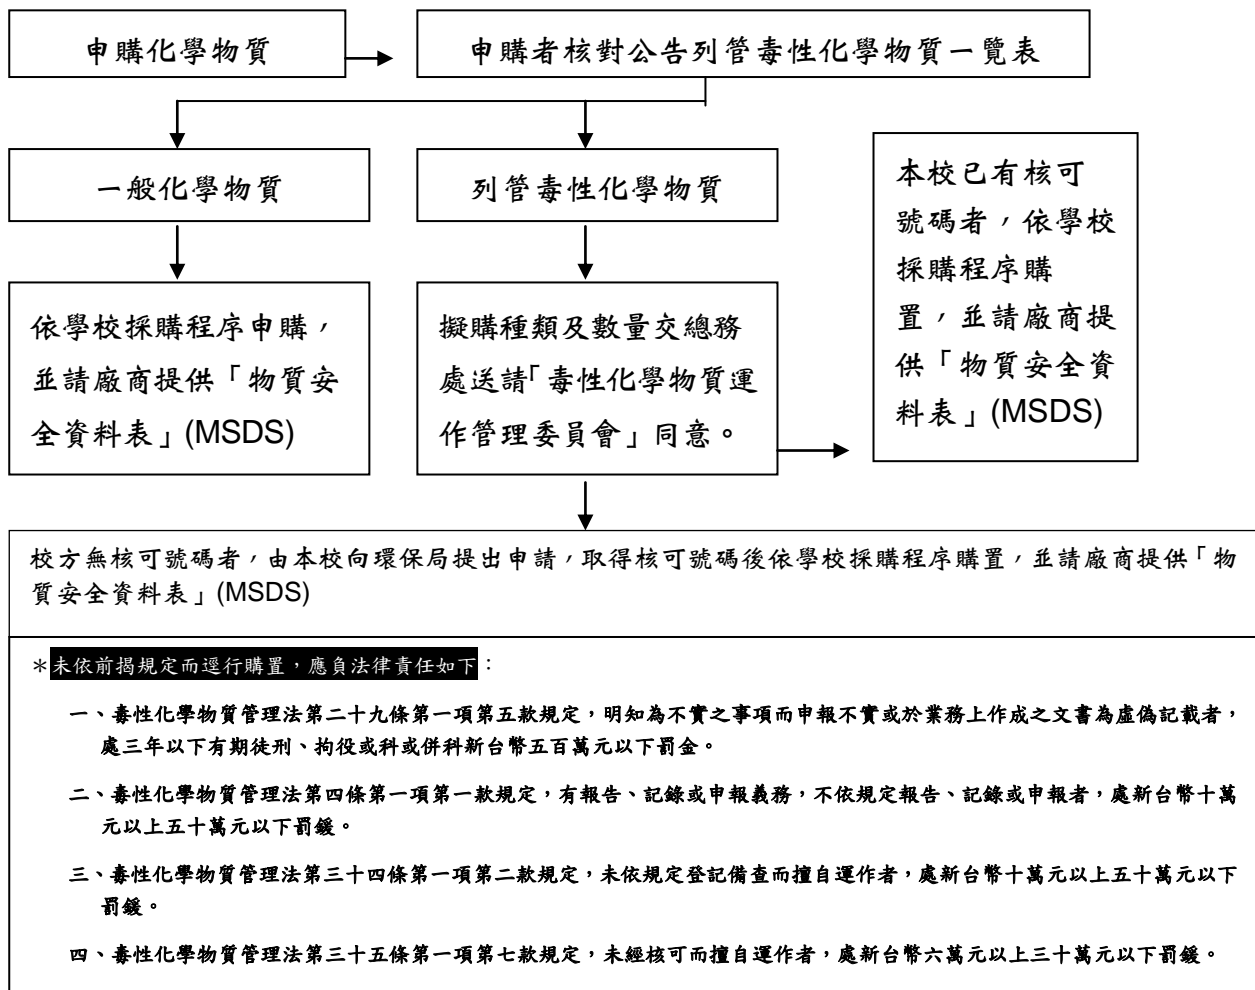 申購化學物質
申購者核對公告列管毒性化學物質一覽表
一般化學物質
列管毒性化學物質
本校已有核可
號碼者，依學校
採購程序購
置，並請廠商提
供「物質安全資
料表」(MSDS)
依學校採購程序申購，
並請廠商提供「物質安
全資料表」(MSDS)
擬購種類及數量交總務
處送請「毒性化學物質運
作管理委員會」同意。
校方無核可號碼者，由本校向環保局提出申請，取得核可號碼後依學校採購程序購置，並請廠商提供「物
質安全資料表」(MSDS)
＊未依前揭規定而逕行購置，應負法律責任如下：
一、毒性化學物質管理法第二十九條第一項第五款規定，明知為不實之事項而申報不實或於業務上作成之文書為虛偽記載者，
處三年以下有期徒刑、拘役或科或併科新台幣五百萬元以下罰金。
二、毒性化學物質管理法第四條第一項第一款規定，有報告、記錄或申報義務，不依規定報告、記錄或申報者，處新台幣十萬
元以上五十萬元以下罰鍰。
三、毒性化學物質管理法第三十四條第一項第二款規定，未依規定登記備查而擅自運作者，處新台幣十萬元以上五十萬元以下
罰鍰。
四、毒性化學物質管理法第三十五條第一項第七款規定，未經核可而擅自運作者，處新台幣六萬元以上三十萬元以下罰鍰。